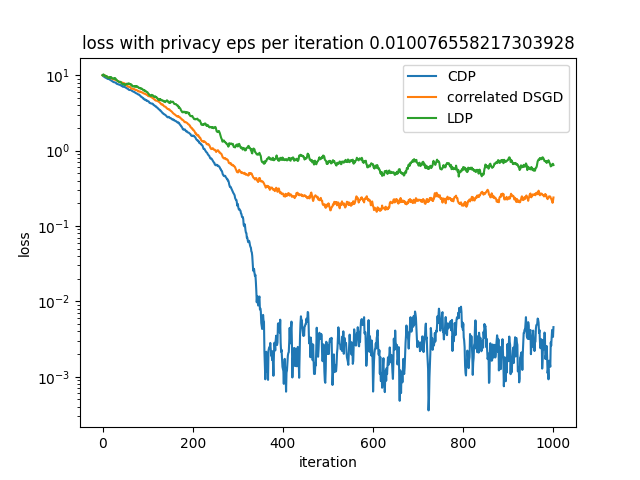 loss with privacy eps per iteration 0.010076558217303928
CDP
correlated DSGD
LDP
loss
10¹
10⁰
10⁻¹
10⁻²
10⁻³
0 200 400 600 800 1000
iteration